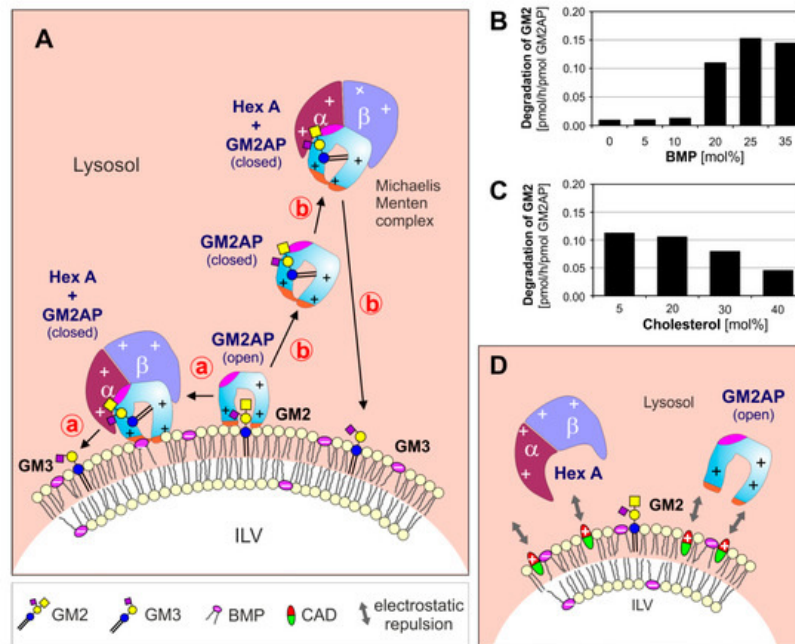 A
Lysosol
Hex A
+
GM2AP
(closed)
α
β
Michaelis
Menten
complex
b
GM2AP
(closed)
b
b
Hex A
+
GM2AP
(closed)
α
β
a
GM2AP
(open)
GM2
a
GM3
GM3
ILV
B
Degradation of GM2
[pmol/h/pmol GM2AP]
0.20
0.15
0.10
0.05
0.00
0 5 10 20 25 35
BMP [mol%]
C
Degradation of GM2
[pmol/h/pmol GM2AP]
0.20
0.15
0.10
0.05
0.00
5 20 30 40
Cholesterol [mol%]
D
Lysosol
GM2AP
(open)
α
β
Hex A
GM2
ILV
GM2 GM3 BMP CAD electrostatic
repulsion